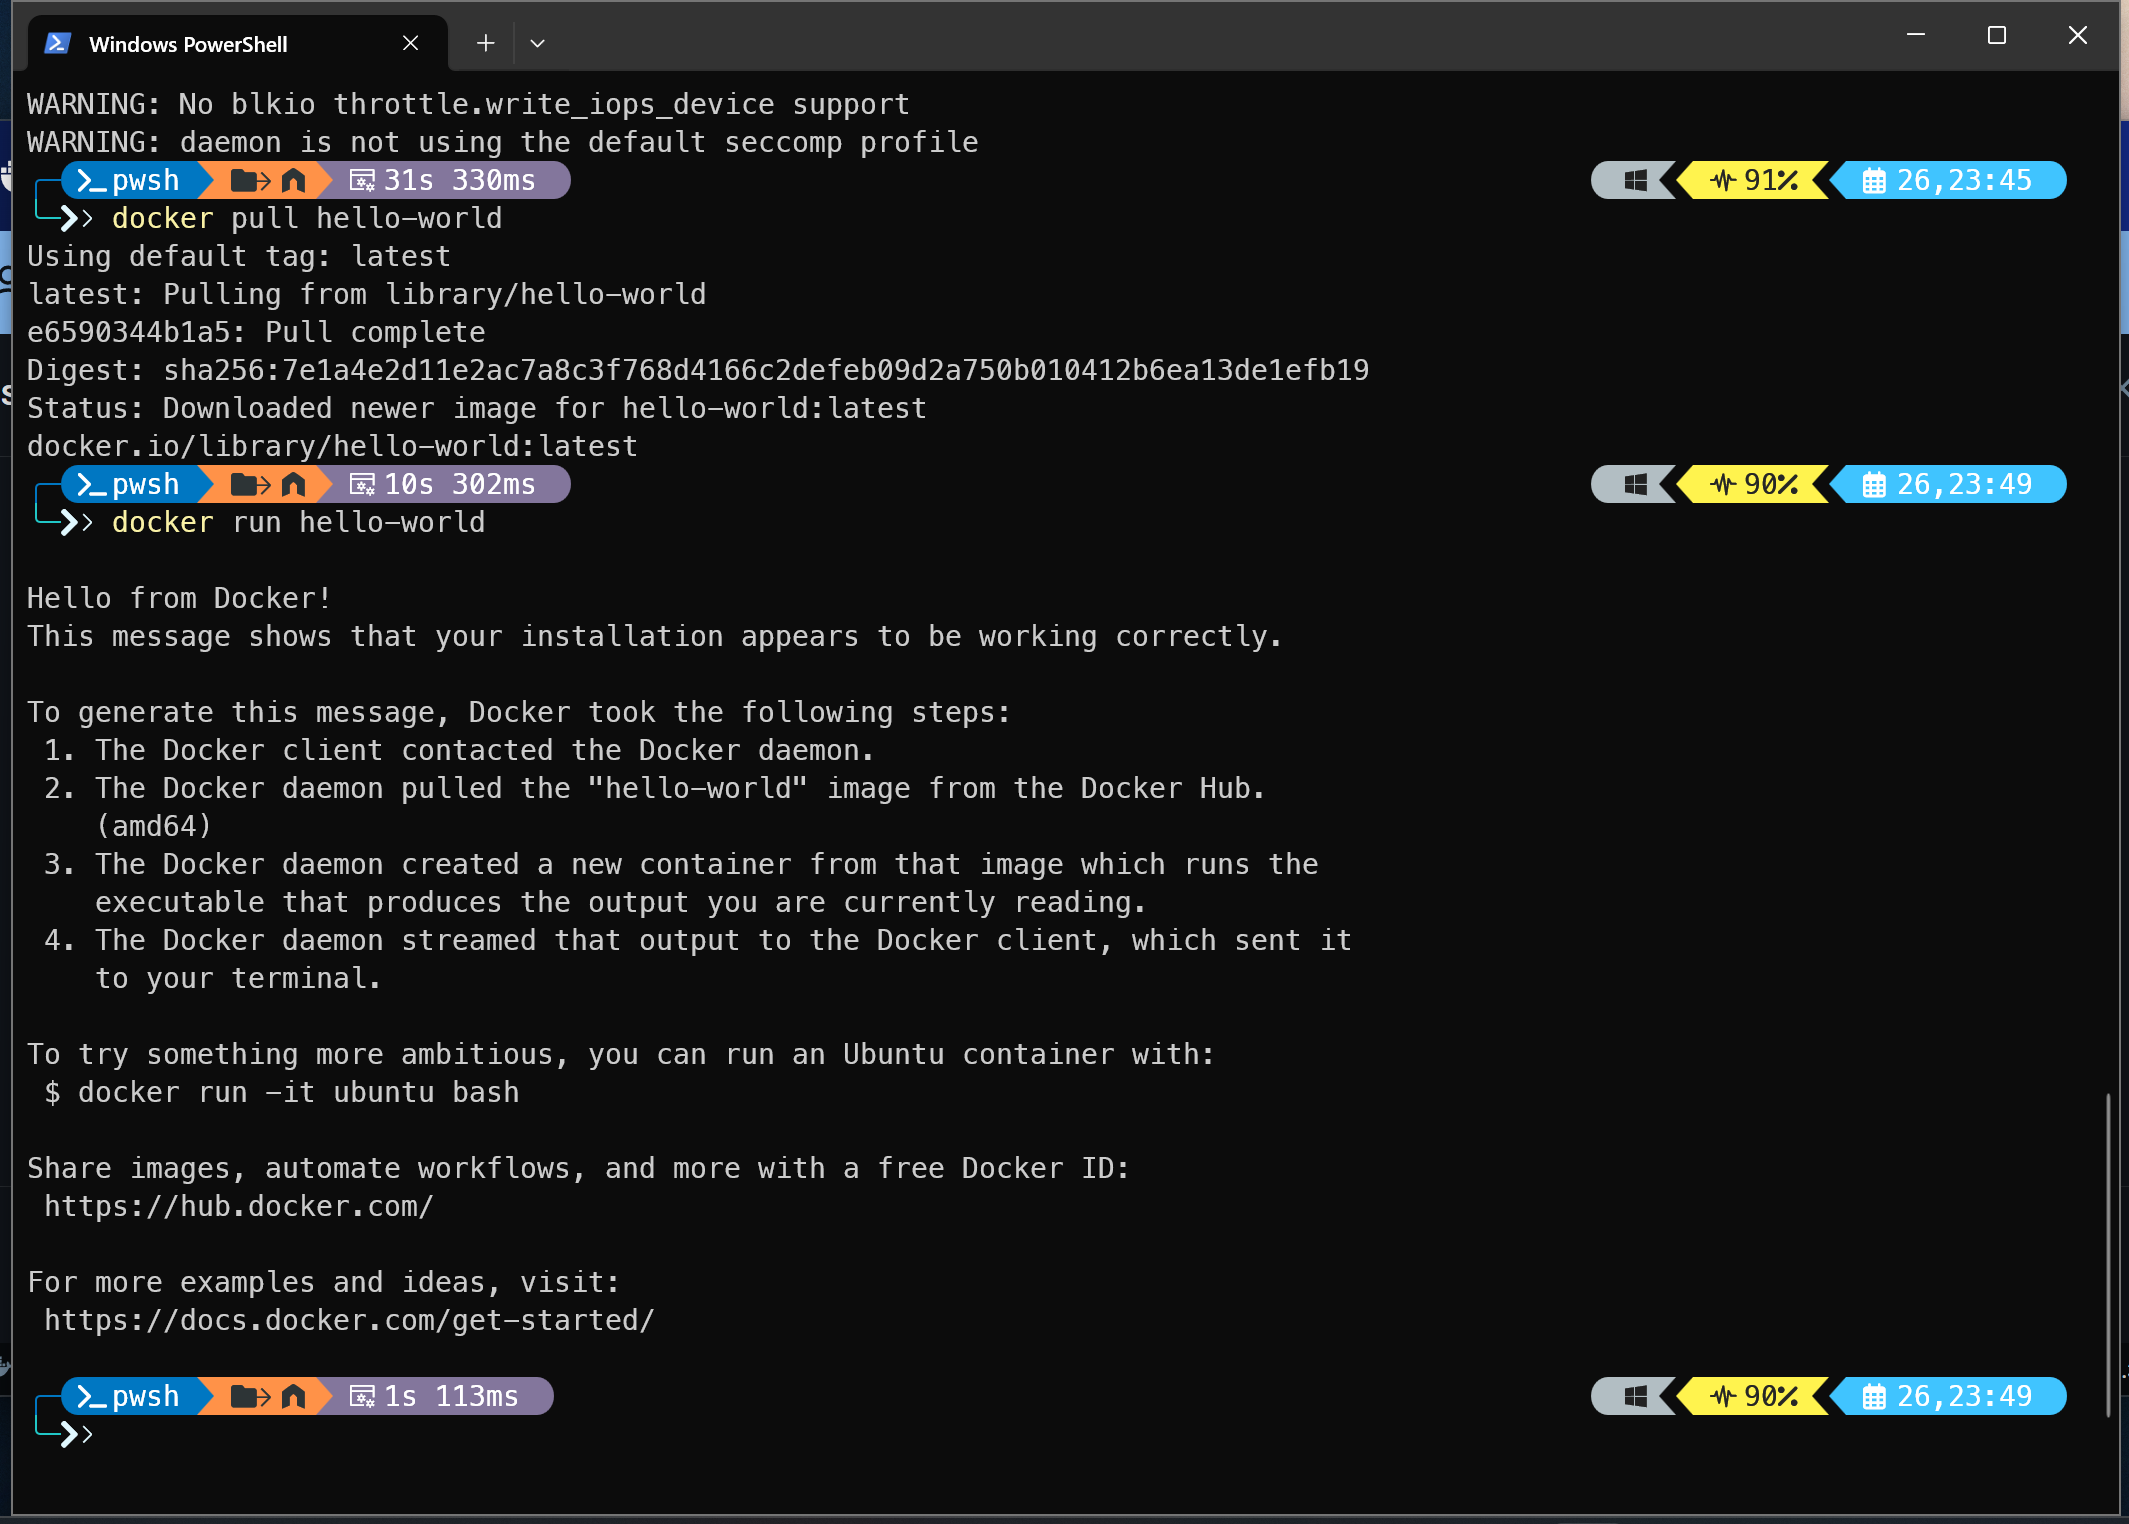 Windows PowerShell
WARNING: No blkio throttle.write_iops_device support
WARNING: daemon is not using the default seccomp profile
pwsh 31s 330ms 91% 26,23:45
docker pull hello-world
Using default tag: latest
latest: Pulling from library/hello-world
e6590344b1a5: Pull complete
Digest: sha256:7e1a4e2d11e2ac7a8c3f768d4166c2defeb09d2a750b010412b6ea13de1efb19
Status: Downloaded newer image for hello-world:latest
docker.io/library/hello-world:latest
pwsh 10s 302ms 90% 26,23:49
docker run hello-world
Hello from Docker!
This message shows that your installation appears to be working correctly.
To generate this message, Docker took the following steps:
1. The Docker client contacted the Docker daemon.
2. The Docker daemon pulled the "hello-world" image from the Docker Hub.
(amd64)
3. The Docker daemon created a new container from that image which runs the
executable that produces the output you are currently reading.
4. The Docker daemon streamed that output to the Docker client, which sent it
to your terminal.
To try something more ambitious, you can run an Ubuntu container with:
$ docker run -it ubuntu bash
Share images, automate workflows, and more with a free Docker ID:
https://hub.docker.com/
For more examples and ideas, visit:
https://docs.docker.com/get-started/
pwsh 1s 113ms 90% 26,23:49